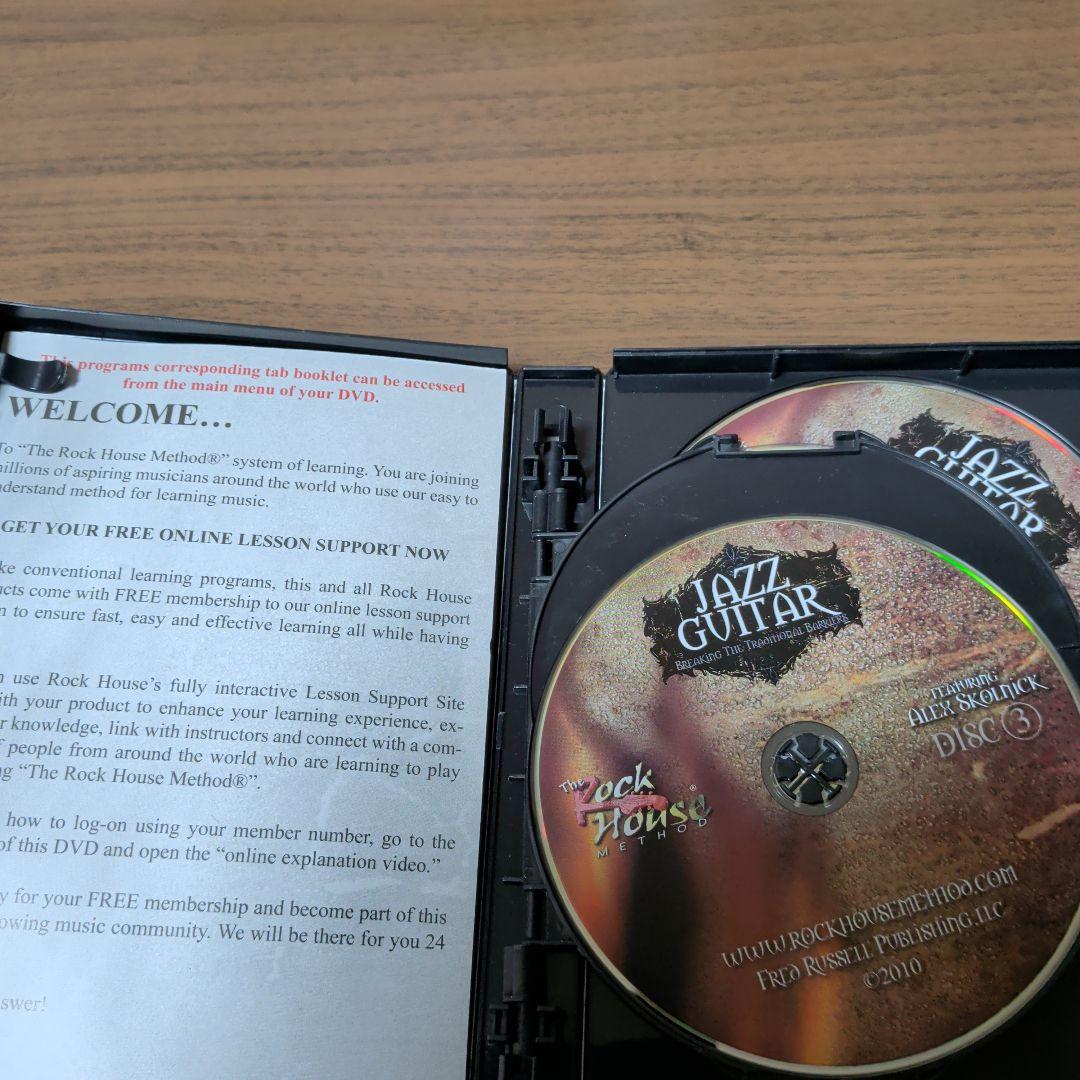 This programs corresponding tab booklet can be accessed
from the main menu of your DVD.
WELCOME...
To “The Rock House Method®” system of learning. You are joining
millions of aspiring musicians around the world who use our easy to
understand method for learning music.
GET YOUR FREE ONLINE LESSON SUPPORT NOW
ke conventional learning programs, this and all Rock House
ucts come with FREE membership to our online lesson support
n to ensure fast, easy and effective learning all while having
n use Rock House’s fully interactive Lesson Support Site
ith your product to enhance your learning experience, ex-
r knowledge, link with instructors and connect with a com-
f people from around the world who are learning to play
ng “The Rock House Method®”.
how to log-on using your member number, go to the
of this DVD and open the “online explanation video.”
y for your FREE membership and become part of this
owing music community. We will be there for you 24
swer!
JAZZ
GUITAR
JAZZ
GUITAR
BREAKING THE TRADITIONAL BARRIERS
FEATURING
ALEX SKOLNICK
DISC 3
The
Rock
House®
METHOD
WWW.ROCKHOUSEMETHOD.COM
FRED RUSSELL PUBLISHING, LLC
©2010